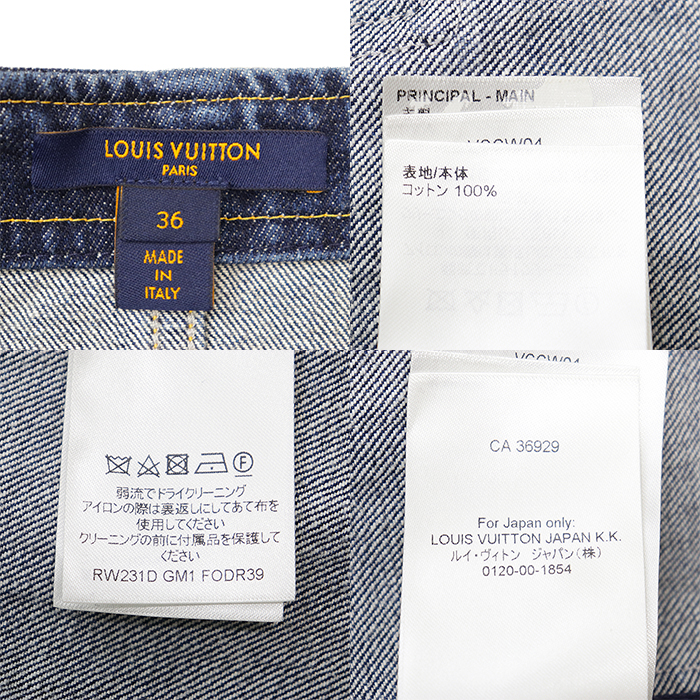 LOUIS VUITTON
PARIS
36
MADE
IN
ITALY
PRINCIPAL - MAIN
表地/本体
コットン 100%
弱流でドライクリーニング
アイロンの際は裏返しにしてあて布を
使用してください
クリーニングの前に付属品を保護して
ください
RW231D GM1 FODR39
CA 36929
For Japan only:
LOUIS VUITTON JAPAN K.K.
ルイ・ヴィトン ジャパン(株)
0120-00-1854